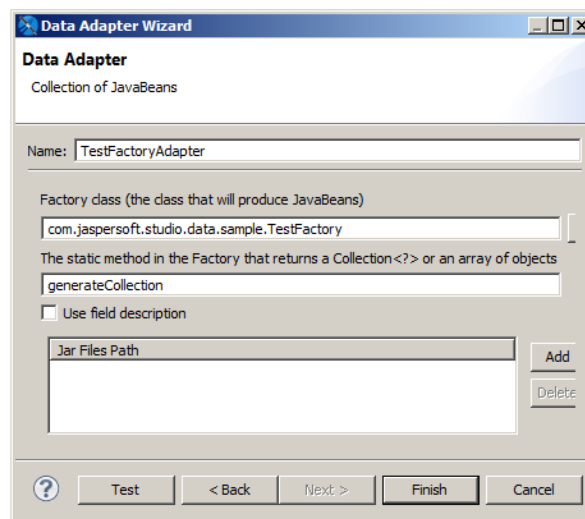 Data Adapter Wizard
Data Adapter
Collection of JavaBeans
Name: TestFactoryAdapter
Factory class (the class that will produce JavaBeans)
com.jaspersoft.studio.data.sample.TestFactory
The static method in the Factory that returns a Collection<?> or an array of objects
generateCollection
Use field description
Jar Files Path
Add
Delete
? Test < Back Next > Finish Cancel